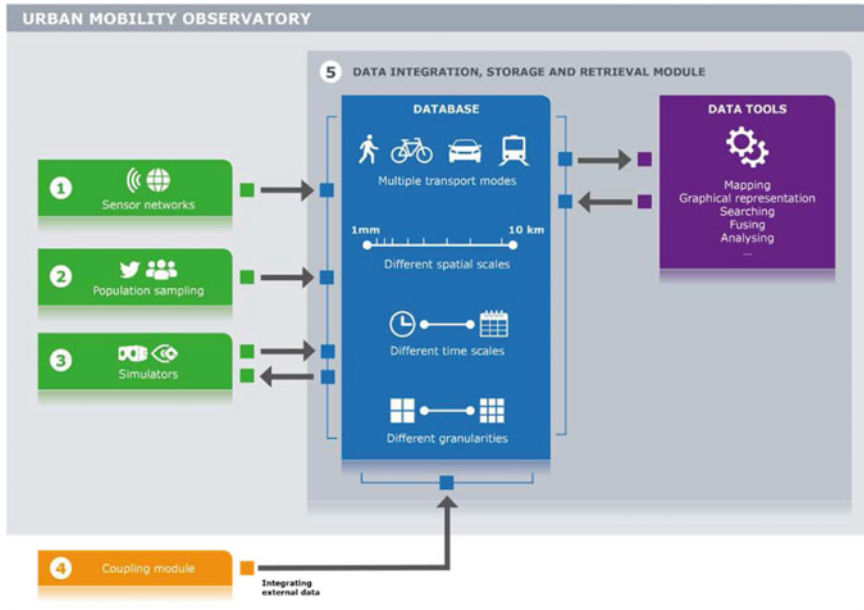 URBAN MOBILITY OBSERVATORY
5 DATA INTEGRATION, STORAGE AND RETRIEVAL MODULE
DATABASE
Multiple transport modes
1mm 10 km
Different spatial scales
Different time scales
Different granularities
DATA TOOLS
Mapping
Graphical representation
Searching
Fusing
Analysing
...
1
Sensor networks
2
Population sampling
3
Simulators
4 Coupling module
Integrating
external data